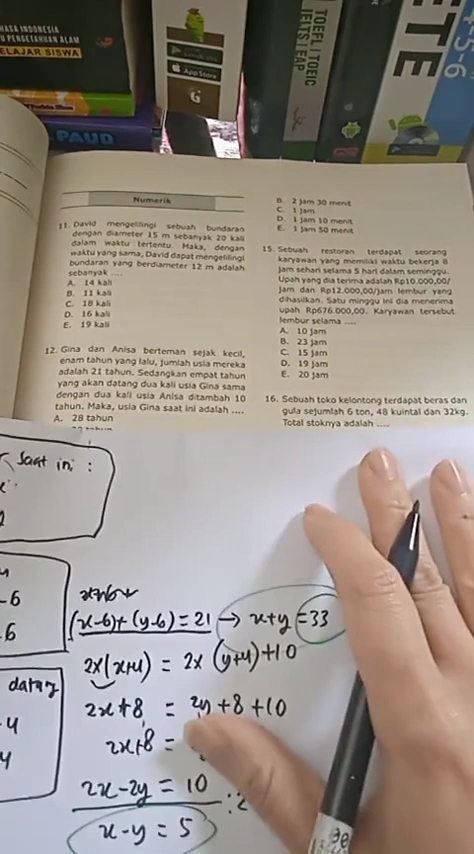 HASA INDONESIA
PENGETAHUAN ALAM
ELAJAR SISWA
App Store
G
TOEFL I TOEIC
IELTS I EAP
ETE
-5-6
PAUD
Numerik
11. David mengelilingi sebuah bundaran
dengan diameter 15 m sebanyak 20 kali
dalam waktu tertentu. Maka, dengan
waktu yang sama, David dapat mengelilingi
bundaran yang berdiameter 12 m adalah
sebanyak ....
A. 14 kali
B. 11 kali
C. 18 kali
D. 16 kali
E. 19 kali
12. Gina dan Anisa berteman sejak kecil,
enam tahun yang lalu, jumlah usia mereka
adalah 21 tahun. Sedangkan empat tahun
yang akan datang dua kali usia Gina sama
dengan dua kali usia Anisa ditambah 10
tahun. Maka, usia Gina saat ini adalah ....
A. 28 tahun
B. 2 jam 30 menit
C. 1 jam
D. 1 jam 10 menit
E. 1 jam 50 menit
15. Sebuah restoran terdapat seorang
karyawan yang memiliki waktu bekerja 8
jam sehari selama 5 hari dalam seminggu.
Upah yang dia terima adalah Rp10.000,00/
jam dan Rp12.000,00/jam lembur yang
dihasilkan. Satu minggu ini dia menerima
upah Rp676.000,00. Karyawan tersebut
lembur selama ....
A. 10 jam
B. 23 jam
C. 15 jam
D. 19 jam
E. 20 jam
16. Sebuah toko kelontong terdapat beras dan
gula sejumlah 6 ton, 48 kuintal dan 32kg.
Total stoknya adalah ....
Saat ini :
-6
-6
datang
4
4
(x-6)+(y-6)=21 → x+y=33
2x(x+4) = 2x (y+4)+10
2x+8 = 2y+8+10
2x+8 =
2x-2y = 10 :2
x-y = 5